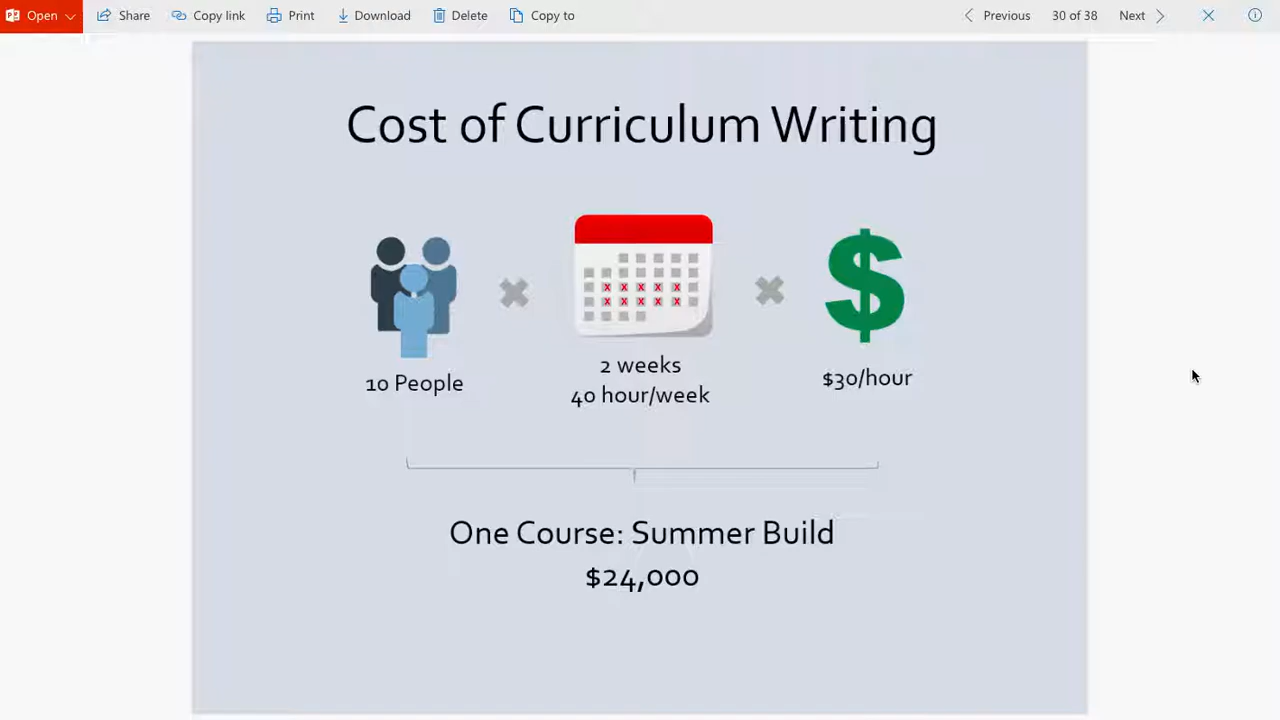 Open
Share
Copy link
Print
Download
Delete
Copy to
Previous
30 of 38
Next
Cost of Curriculum Writing
10 People
2 weeks
40 hour/week
$
$30/hour
One Course: Summer Build
$24,000